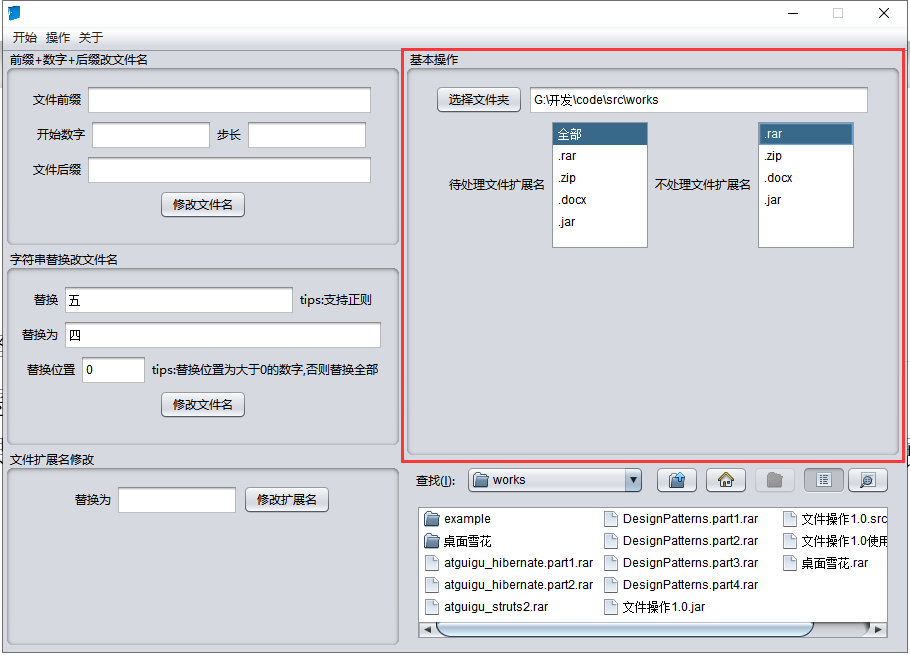 开始 操作 关于
前缀+数字+后缀改文件名
文件前缀
开始数字 步长
文件后缀
修改文件名
字符串替换改文件名
替换 五 tips:支持正则
替换为 四
替换位置 0 tips:替换位置为大于0的数字,否则替换全部
修改文件名
文件扩展名修改
替换为 修改扩展名
基本操作
选择文件夹 G:\开发\code\src\works
待处理文件扩展名
全部
.rar
.zip
.docx
.jar
不处理文件扩展名
.rar
.zip
.docx
.jar
查找(I): works
example
桌面雪花
atguigu_hibernate.part1.rar
atguigu_hibernate.part2.rar
atguigu_struts2.rar
DesignPatterns.part1.rar
DesignPatterns.part2.rar
DesignPatterns.part3.rar
DesignPatterns.part4.rar
文件操作1.0.jar
文件操作1.0.src
文件操作1.0使用
桌面雪花.rar